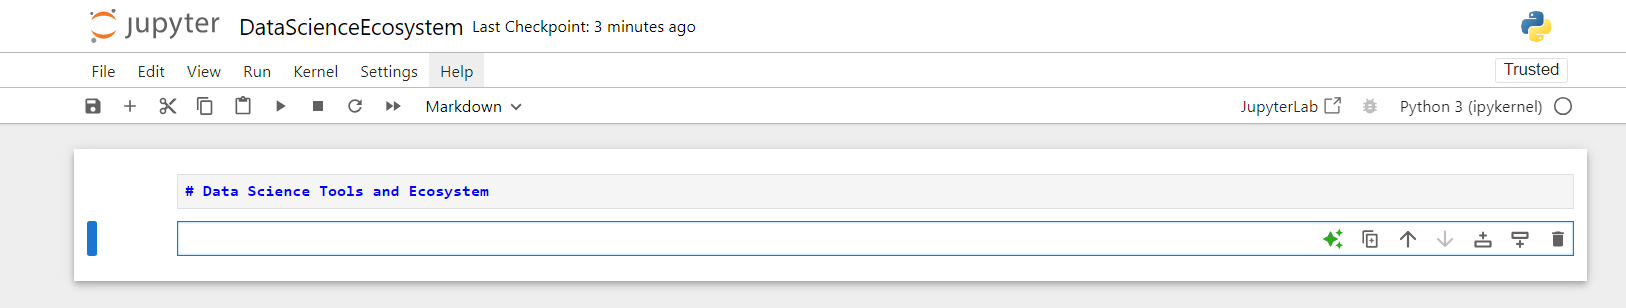 jupyter DataScienceEcosystem Last Checkpoint: 3 minutes ago
File Edit View Run Kernel Settings Help Trusted
Markdown JupyterLab Python 3 (ipykernel)
# Data Science Tools and Ecosystem